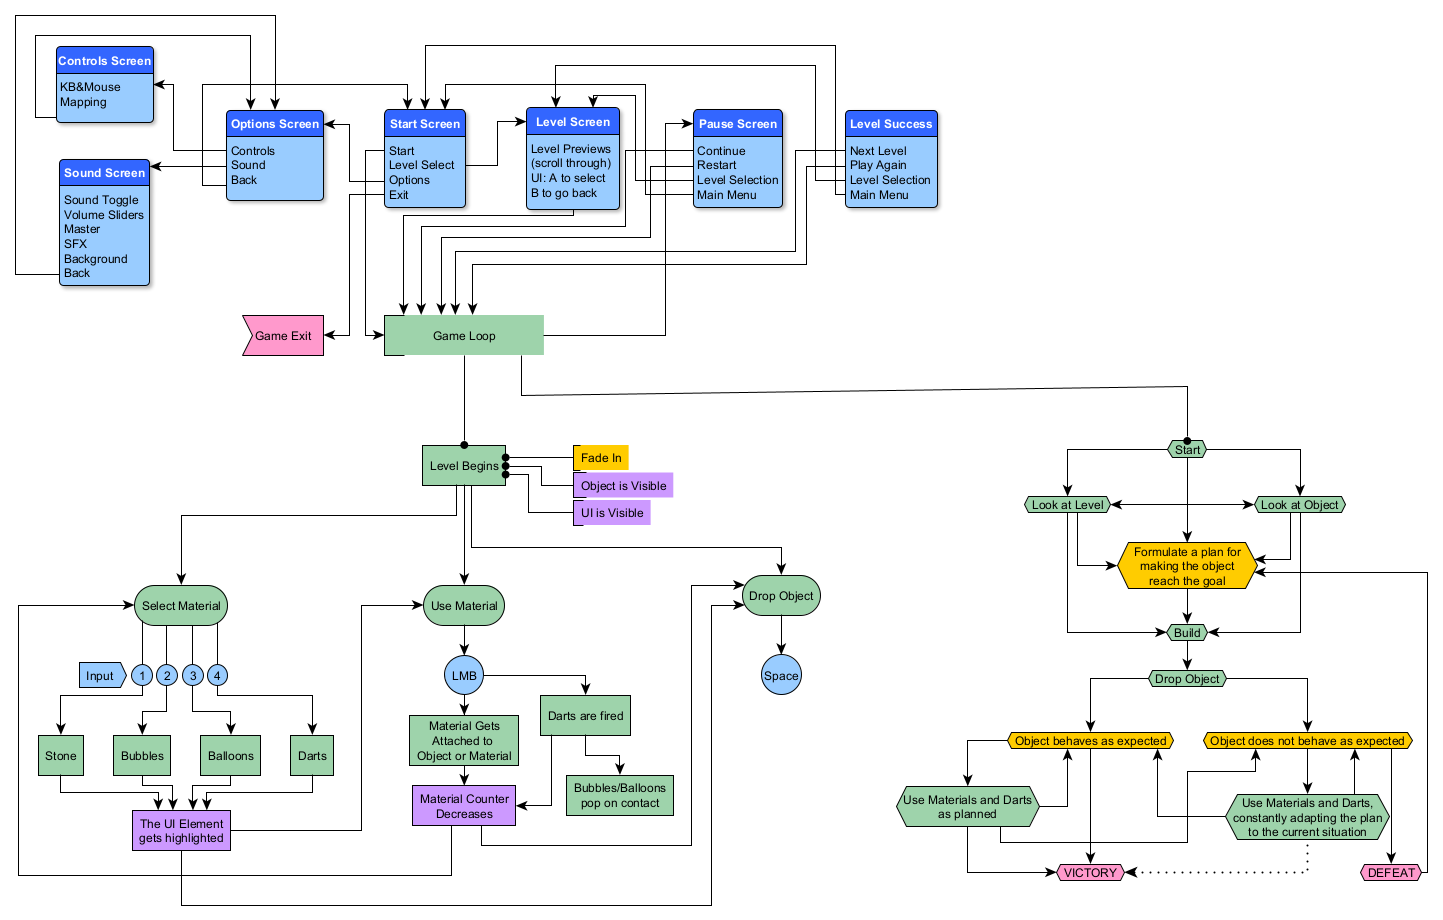 Controls Screen
KB&Mouse
Mapping
Sound Screen
Sound Toggle
Volume Sliders
Master
SFX
Background
Back
Options Screen
Controls
Sound
Back
Start Screen
Start
Level Select
Options
Exit
Level Screen
Level Previews
(scroll through)
UI: A to select
B to go back
Pause Screen
Continue
Restart
Level Selection
Main Menu
Level Success
Next Level
Play Again
Level Selection
Main Menu
Game Exit
Game Loop
Level Begins
Fade In
Object is Visible
UI is Visible
Select Material
Use Material
Drop Object
Input
1
2
3
4
LMB
Space
Stone
Bubbles
Balloons
Darts
Material Gets
Attached to
Object or Material
Darts are fired
Bubbles/Balloons
pop on contact
Material Counter
Decreases
The UI Element
gets highlighted
Start
Look at Level
Look at Object
Formulate a plan for
making the object
reach the goal
Build
Drop Object
Object behaves as expected
Object does not behave as expected
Use Materials and Darts
as planned
Use Materials and Darts,
constantly adapting the plan
to the current situation
VICTORY
DEFEAT